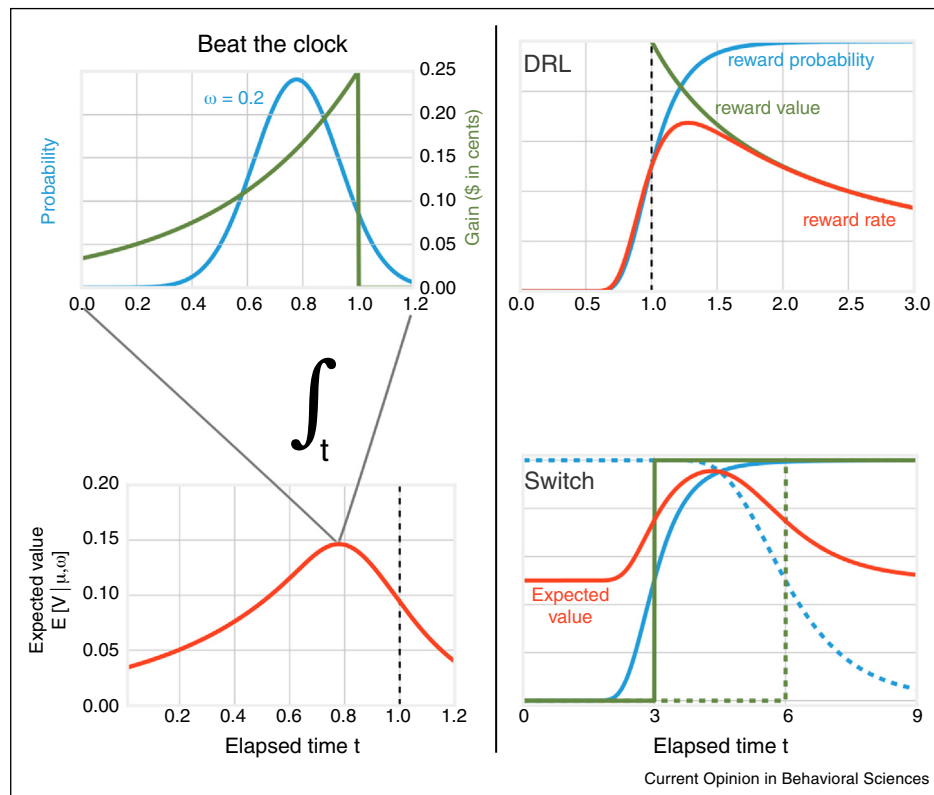 Beat the clock
0.25
0.20
0.15
0.10
0.05
0.00
Gain ($ in cents)
Probability
ω = 0.2
0.0 0.2 0.4 0.6 0.8 1.0 1.2
∫t
0.20
0.15
0.10
0.05
0.00
Expected value
E [V | μ,ω]
0.2 0.4 0.6 0.8 1.0 1.2
Elapsed time t
DRL
reward probability
reward value
reward rate
0.0 0.5 1.0 1.5 2.0 2.5 3.0
Switch
Expected
value
0 3 6 9
Elapsed time t
Current Opinion in Behavioral Sciences